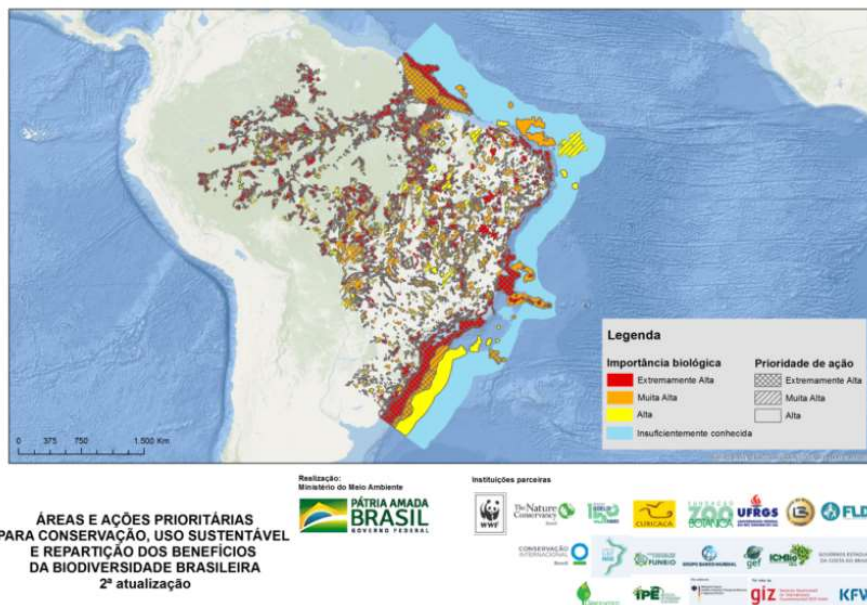 Legenda
Importância biológica
Extremamente Alta
Muita Alta
Alta
Insuficientemente conhecida
Prioridade de ação
Extremamente Alta
Muita Alta
Alta
0 375 750 1.500 Km
ÁREAS E AÇÕES PRIORITÁRIAS
PARA CONSERVAÇÃO, USO SUSTENTÁVEL
E REPARTIÇÃO DOS BENEFÍCIOS
DA BIODIVERSIDADE BRASILEIRA
2ª atualização
Realização:
Ministério do Meio Ambiente
PÁTRIA AMADA
BRASIL
GOVERNO FEDERAL
Instituições parceiras
WWF
The Nature
Conservancy
CURICACA
FUNDAÇÃO
ZOO
BOTÂNICA
UFRGS
FLD
CONSERVAÇÃO
INTERNACIONAL
Brasil
FUNBIO
GRUPO BANCO MUNDIAL
gef
ICMBio
IPÊ
giz
KFW